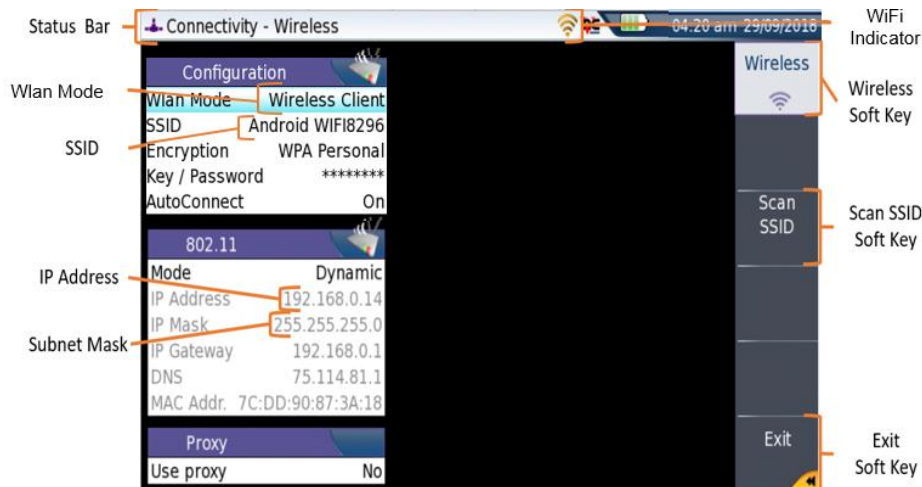 Status Bar
Connectivity - Wireless
04:20 am 29/09/2018
WiFi
Indicator
Configuration
Wlan Mode
Wlan Mode Wireless Client
SSID
SSID Android WIFI8296
Encryption WPA Personal
Key / Password ********
AutoConnect On
802.11
Mode Dynamic
IP Address
IP Address 192.168.0.14
Subnet Mask
IP Mask 255.255.255.0
IP Gateway 192.168.0.1
DNS 75.114.81.1
MAC Addr. 7C:DD:90:87:3A:18
Proxy
Use proxy No
Wireless
Wireless
Soft Key
Scan
SSID
Scan SSID
Soft Key
Exit
Exit
Soft Key